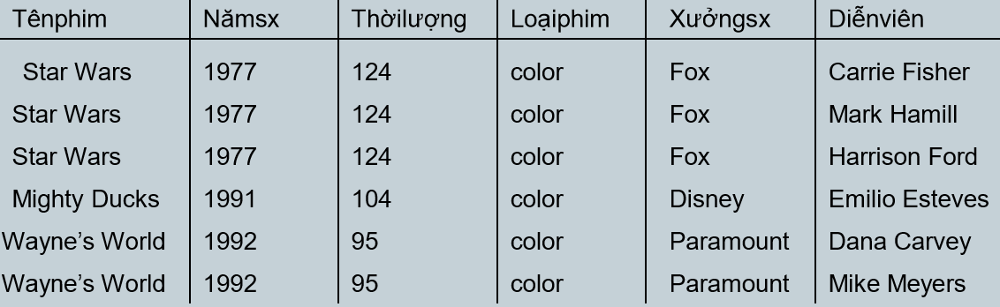 Tênphim Nămsx Thờilượng Loạiphim Xưởngsx Diễnviên
Star Wars 1977 124 color Fox Carrie Fisher
Star Wars 1977 124 color Fox Mark Hamill
Star Wars 1977 124 color Fox Harrison Ford
Mighty Ducks 1991 104 color Disney Emilio Esteves
Wayne’s World 1992 95 color Paramount Dana Carvey
Wayne’s World 1992 95 color Paramount Mike Meyers